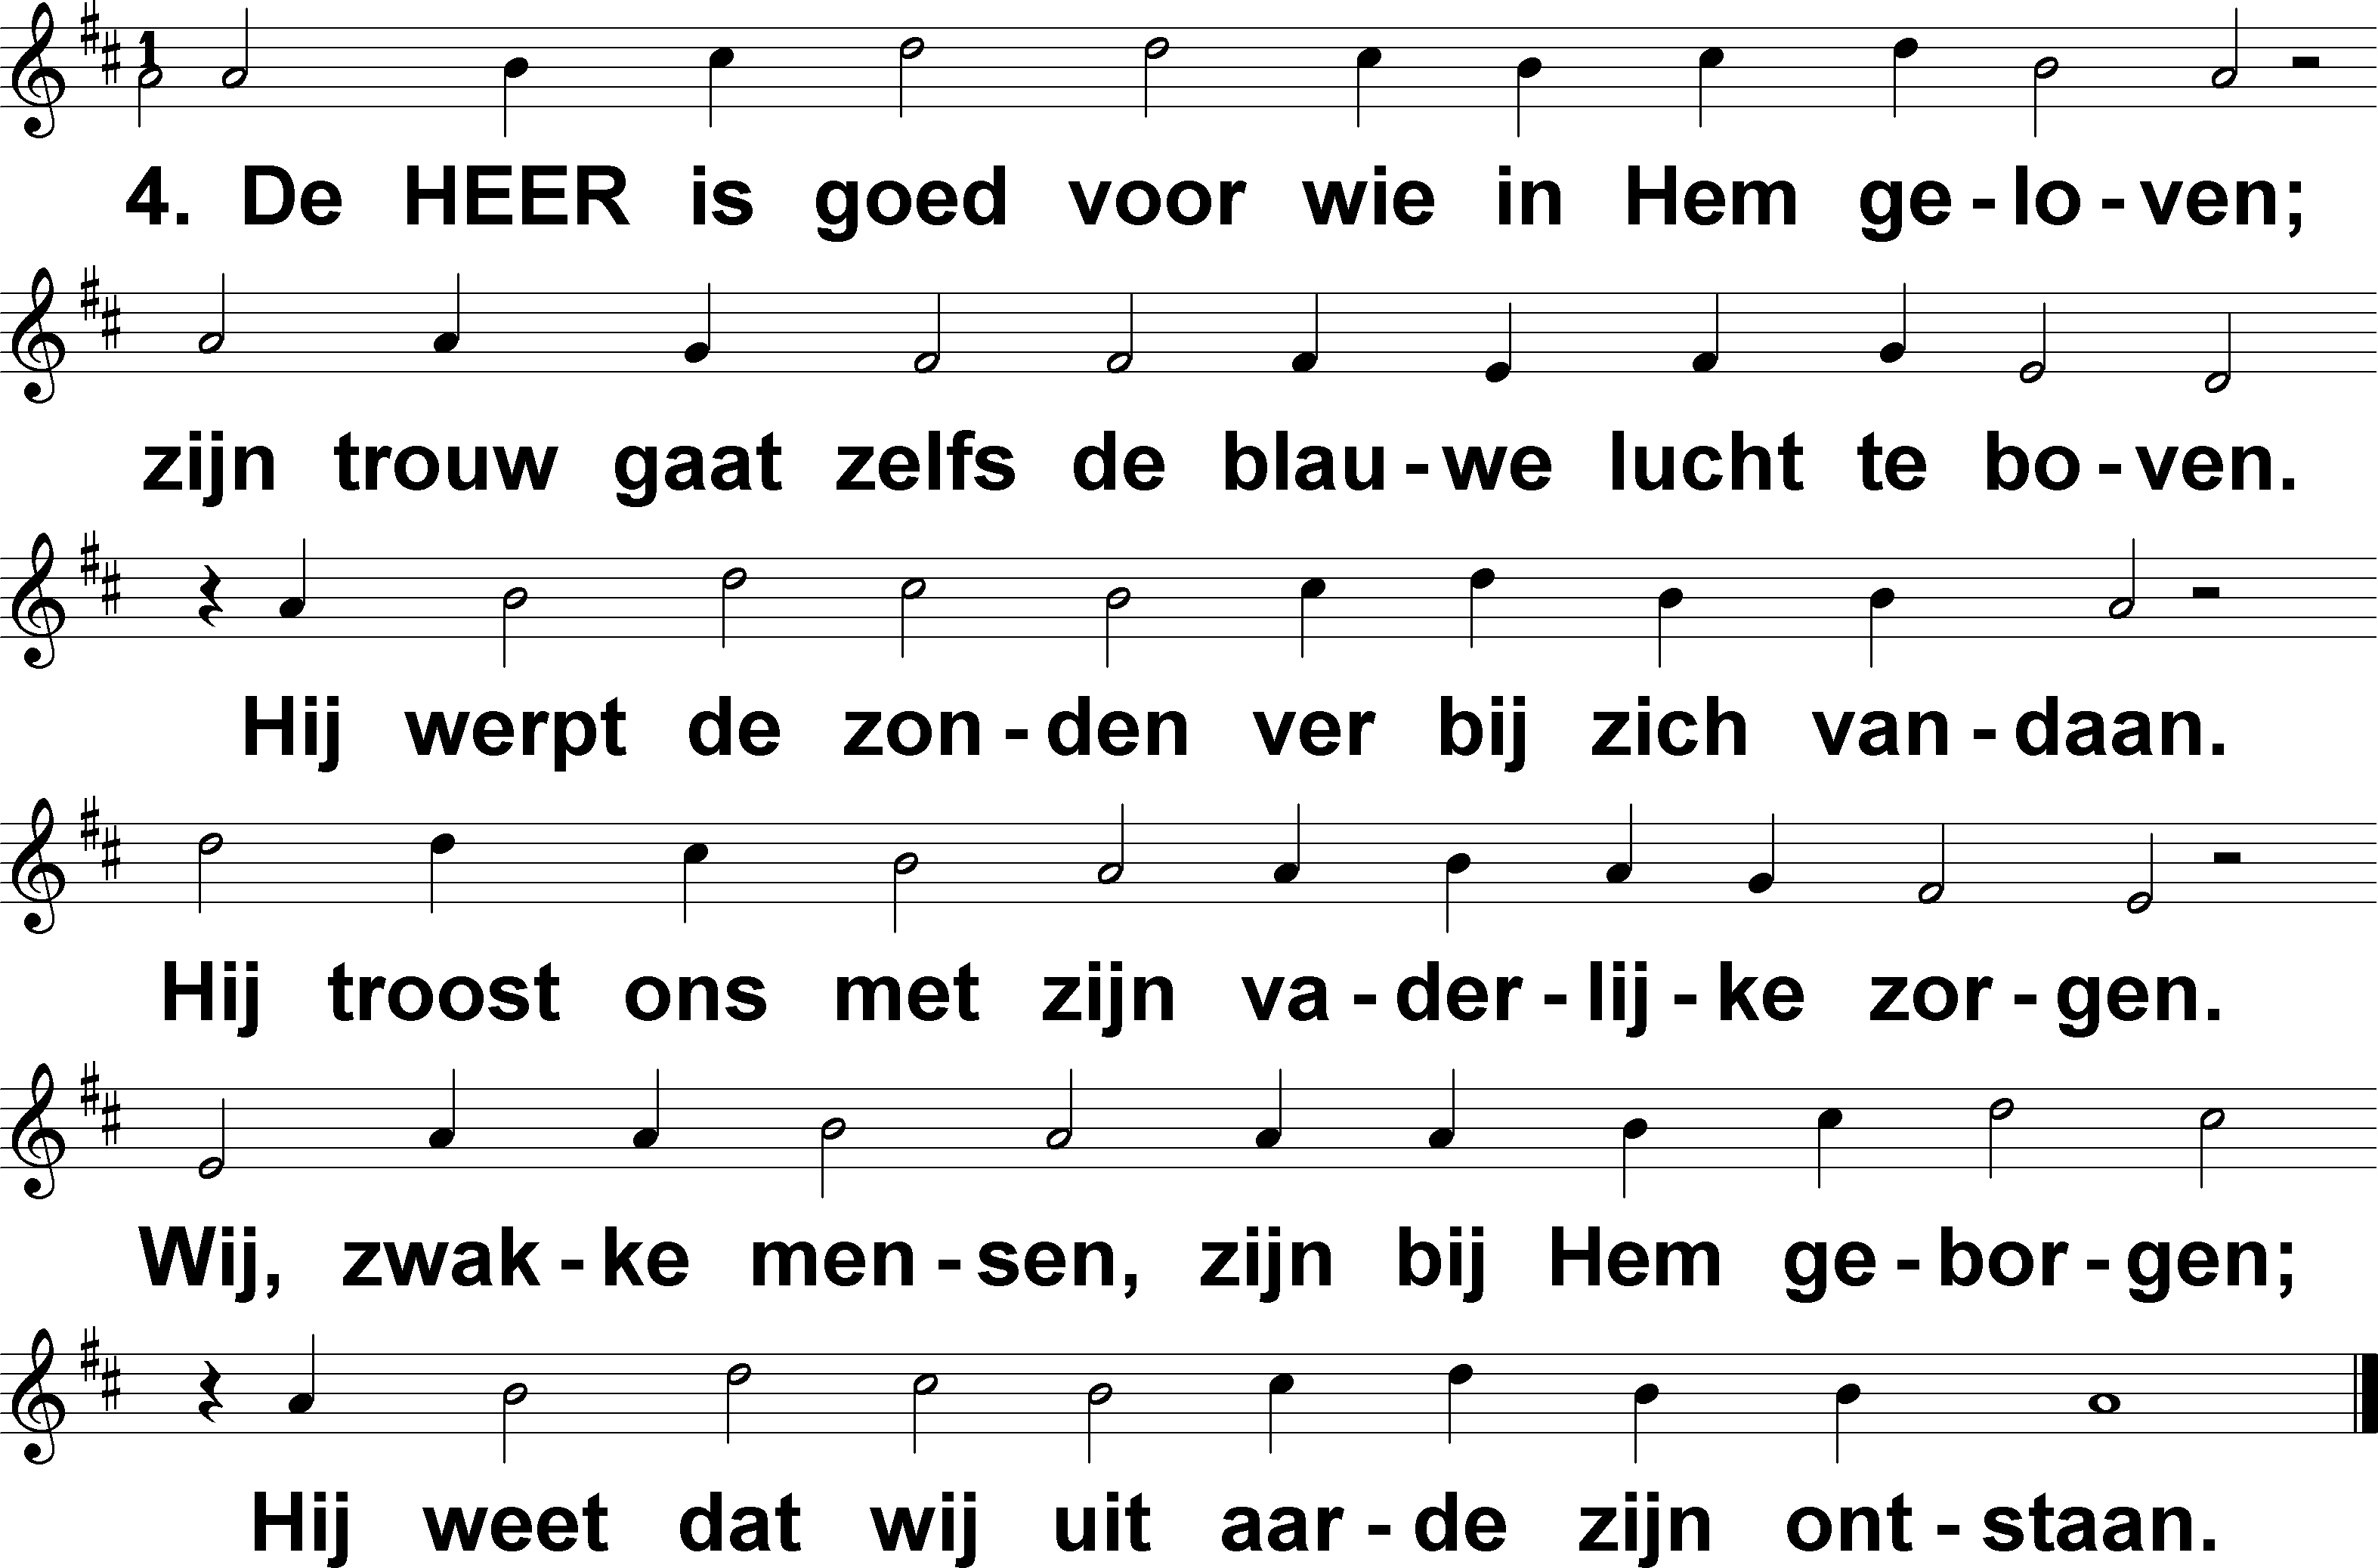 1
4. De HEER is goed voor wie in Hem ge-lo-ven;
zijn trouw gaat zelfs de blau-we lucht te bo-ven.
Hij werpt de zon-den ver bij zich van-daan.
Hij troost ons met zijn va-der-lij-ke zor-gen.
Wij, zwak-ke men-sen, zijn bij Hem ge-bor-gen;
Hij weet dat wij uit aar-de zijn ont-staan.